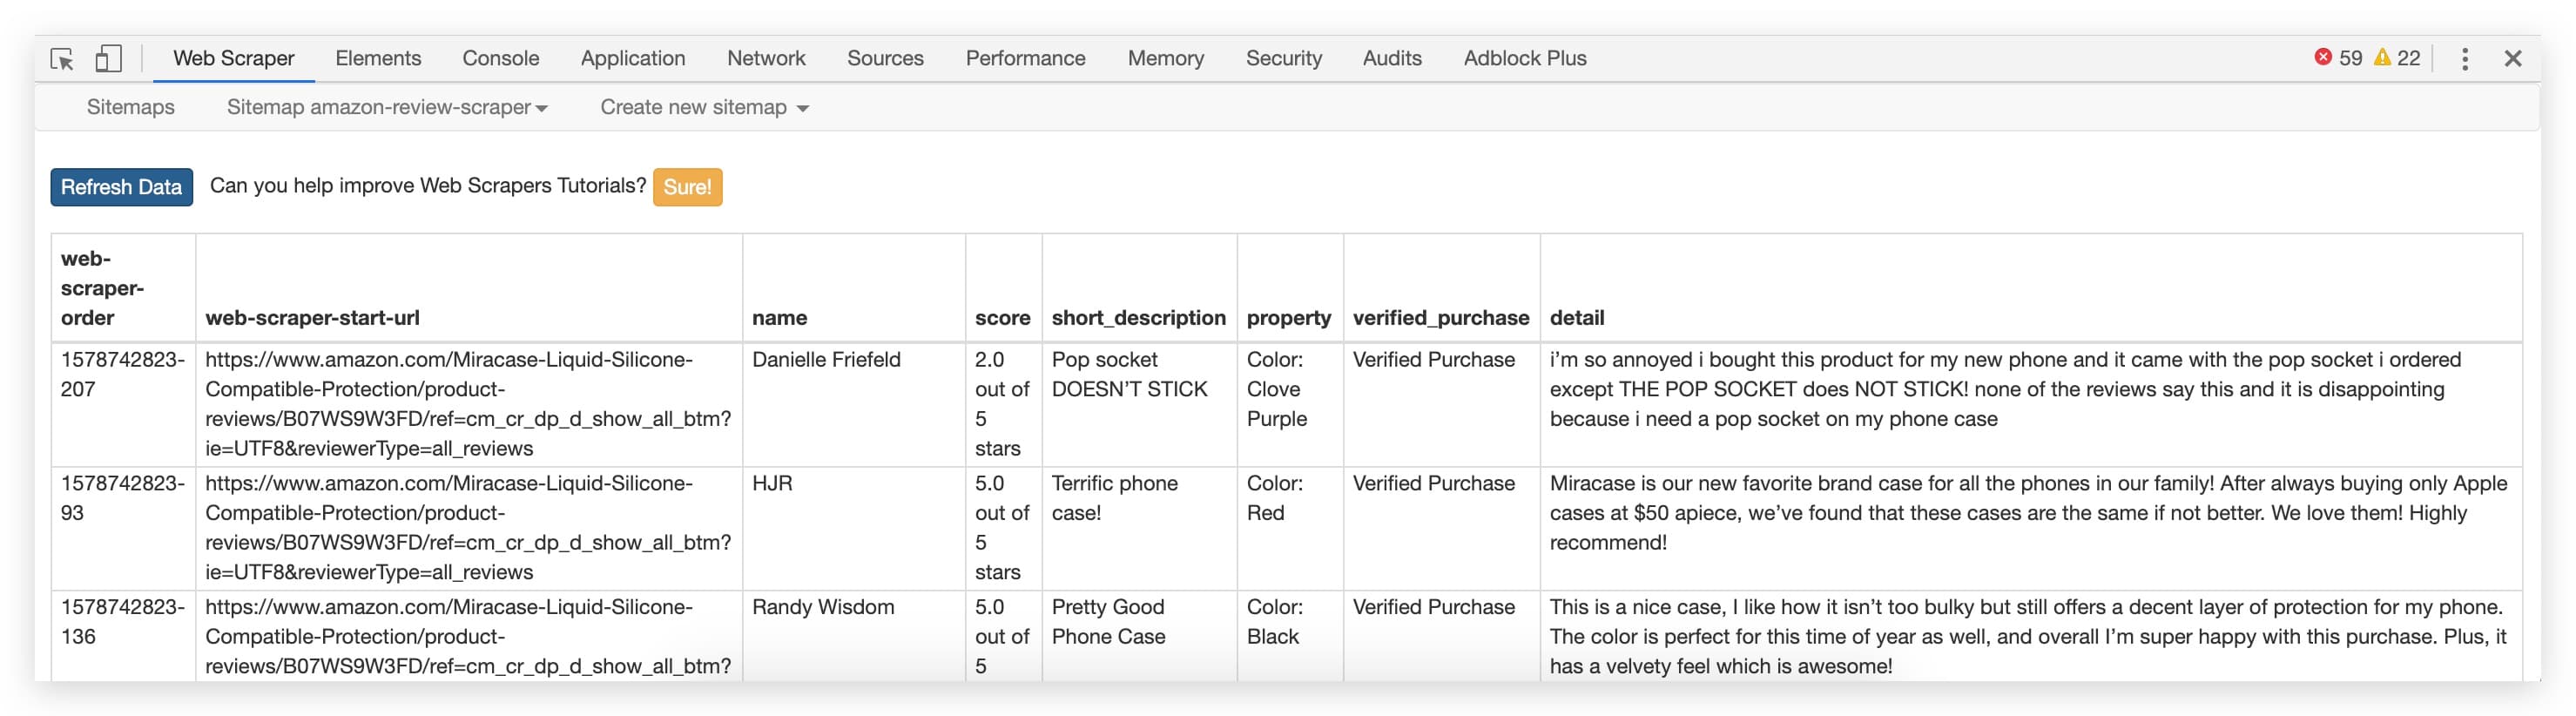 Web Scraper Elements Console Application Network Sources Performance Memory Security Audits Adblock Plus 59 22
Sitemaps Sitemap amazon-review-scraper Create new sitemap
Refresh Data Can you help improve Web Scrapers Tutorials? Sure!
web-
scraper-
order web-scraper-start-url name score short_description property verified_purchase detail
1578742823-
207
https://www.amazon.com/Miracase-Liquid-Silicone-
Compatible-Protection/product-
reviews/B07WS9W3FD/ref=cm_cr_dp_d_show_all_btm?
ie=UTF8&reviewerType=all_reviews
Danielle Friefeld
2.0
out of
5
stars
Pop socket
DOESN’T STICK
Color:
Clove
Purple
Verified Purchase
i’m so annoyed i bought this product for my new phone and it came with the pop socket i ordered
except THE POP SOCKET does NOT STICK! none of the reviews say this and it is disappointing
because i need a pop socket on my phone case
1578742823-
93
https://www.amazon.com/Miracase-Liquid-Silicone-
Compatible-Protection/product-
reviews/B07WS9W3FD/ref=cm_cr_dp_d_show_all_btm?
ie=UTF8&reviewerType=all_reviews
HJR
5.0
out of
5
stars
Terrific phone
case!
Color:
Red
Verified Purchase
Miracase is our new favorite brand case for all the phones in our family! After always buying only Apple
cases at $50 apiece, we’ve found that these cases are the same if not better. We love them! Highly
recommend!
1578742823-
136
https://www.amazon.com/Miracase-Liquid-Silicone-
Compatible-Protection/product-
reviews/B07WS9W3FD/ref=cm_cr_dp_d_show_all_btm?
Randy Wisdom
5.0
out of
5
Pretty Good
Phone Case
Color:
Black
Verified Purchase
This is a nice case, I like how it isn’t too bulky but still offers a decent layer of protection for my phone.
The color is perfect for this time of year as well, and overall I’m super happy with this purchase. Plus, it
has a velvety feel which is awesome!